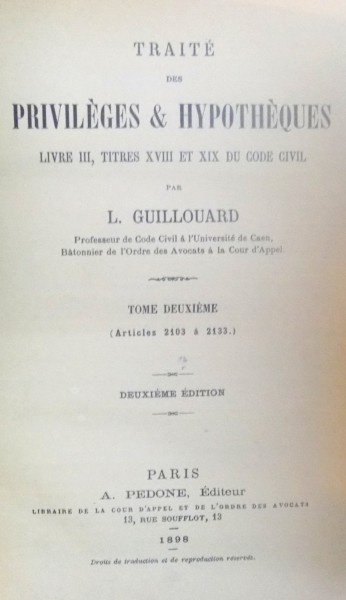 TRAITÉ
DES
PRIVILÈGES & HYPOTHÈQUES
LIVRE III, TITRES XVIII ET XIX DU CODE CIVIL
PAR
L. GUILLOUARD
Professeur de Code Civil à l'Université de Caen,
Bâtonnier de l'Ordre des Avocats à la Cour d'Appel.
TOME DEUXIÈME
(Articles 2103 à 2133.)
DEUXIÈME ÉDITION
PARIS
A. PEDONE, Éditeur
LIBRAIRE DE LA COUR D'APPEL ET DE L'ORDRE DES AVOCATS
13, RUE SOUFFLOT, 13
1898
Droits de traduction et de reproduction réservés.